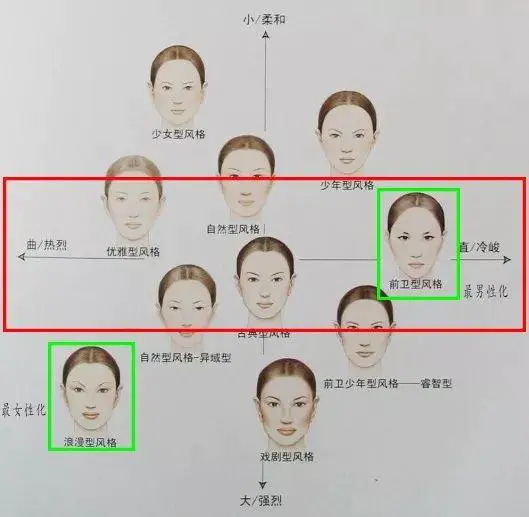 小/柔和
少女型风格
少年型风格
自然型风格
曲/热烈
优雅型风格
直/冷峻
前卫型风格
最男性化
古典型风格
自然型风格-异域型
前卫少年型风格——睿智型
最女性化
浪漫型风格
戏剧型风格
大/强烈